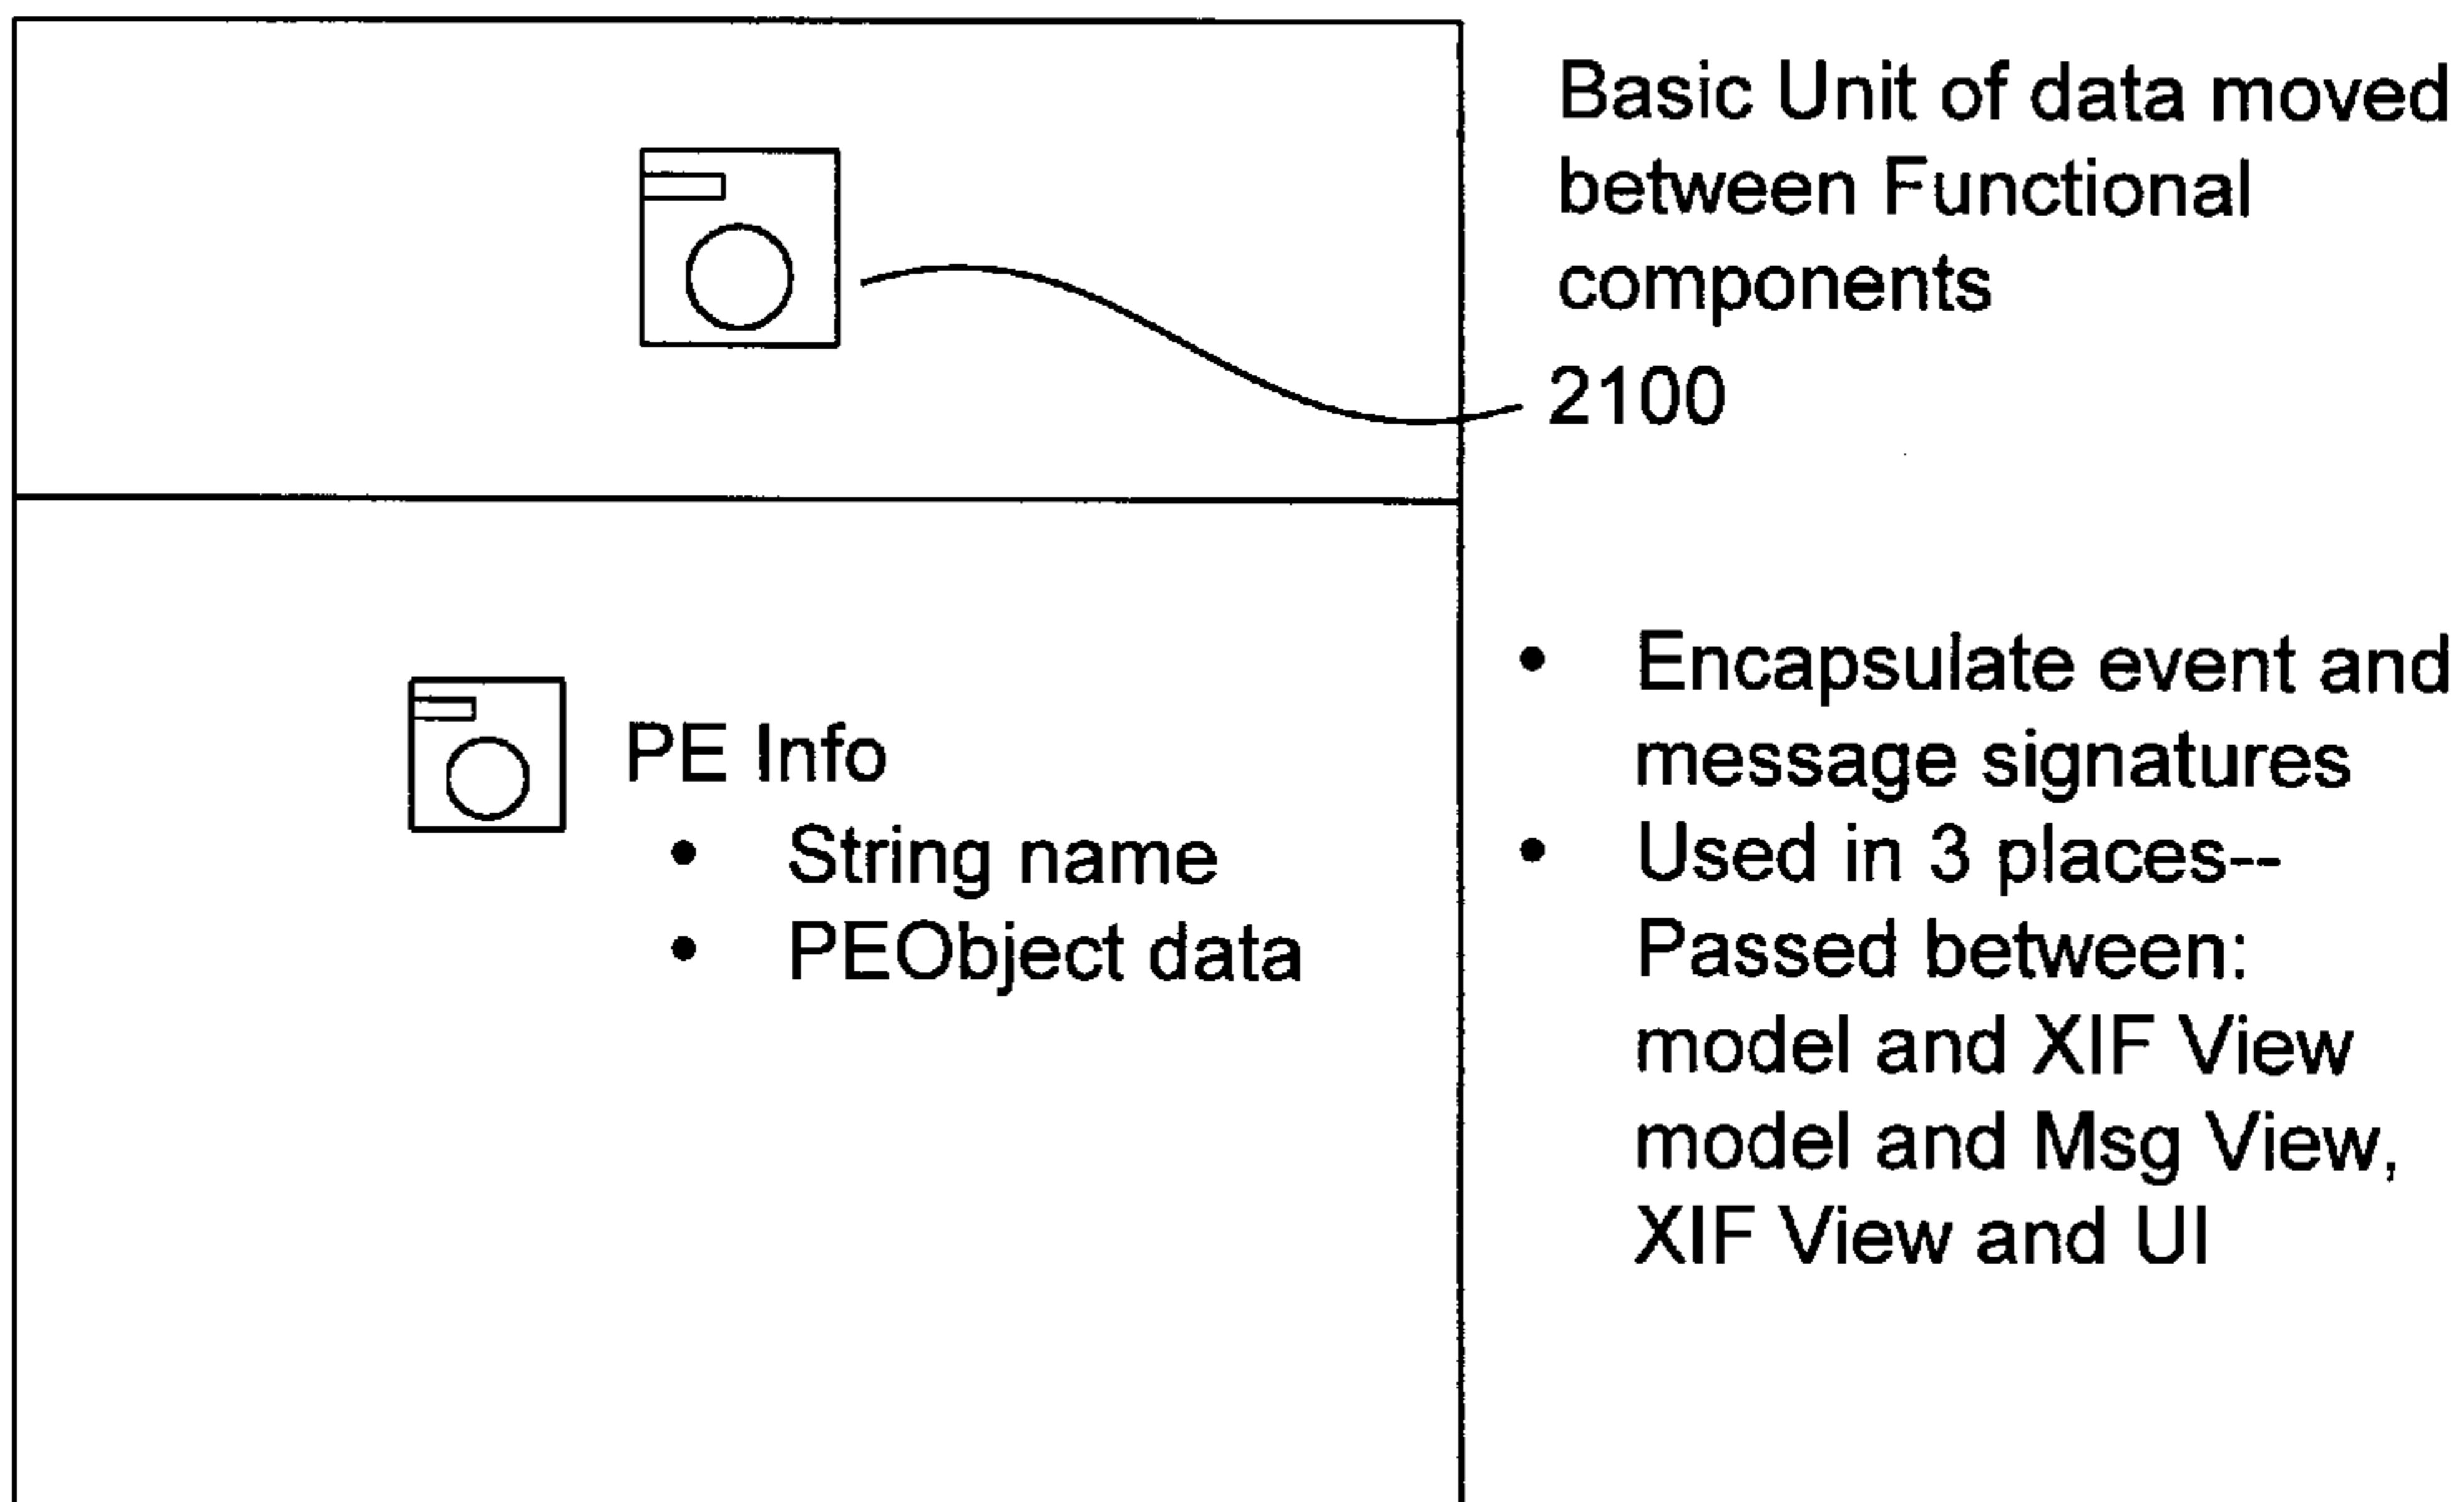 Basic Unit of data moved
between Functional
components
2100
PE Info
• String name
• PEObject data
• Encapsulate event and
message signatures
• Used in 3 places--
Passed between:
model and XIF View
model and Msg View,
XIF View and UI